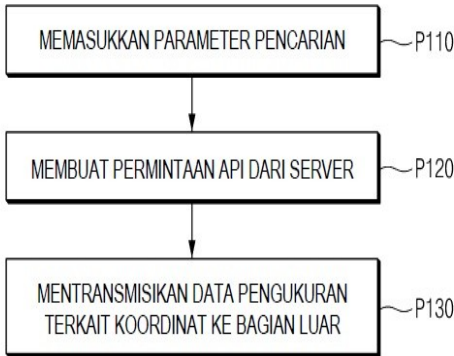 MEMASUKKAN PARAMETER PENCARIAN
P110
MEMBUAT PERMINTAAN API DARI SERVER
P120
MENTRANSMISIKAN DATA PENGUKURAN
TERKAIT KOORDINAT KE BAGIAN LUAR
P130